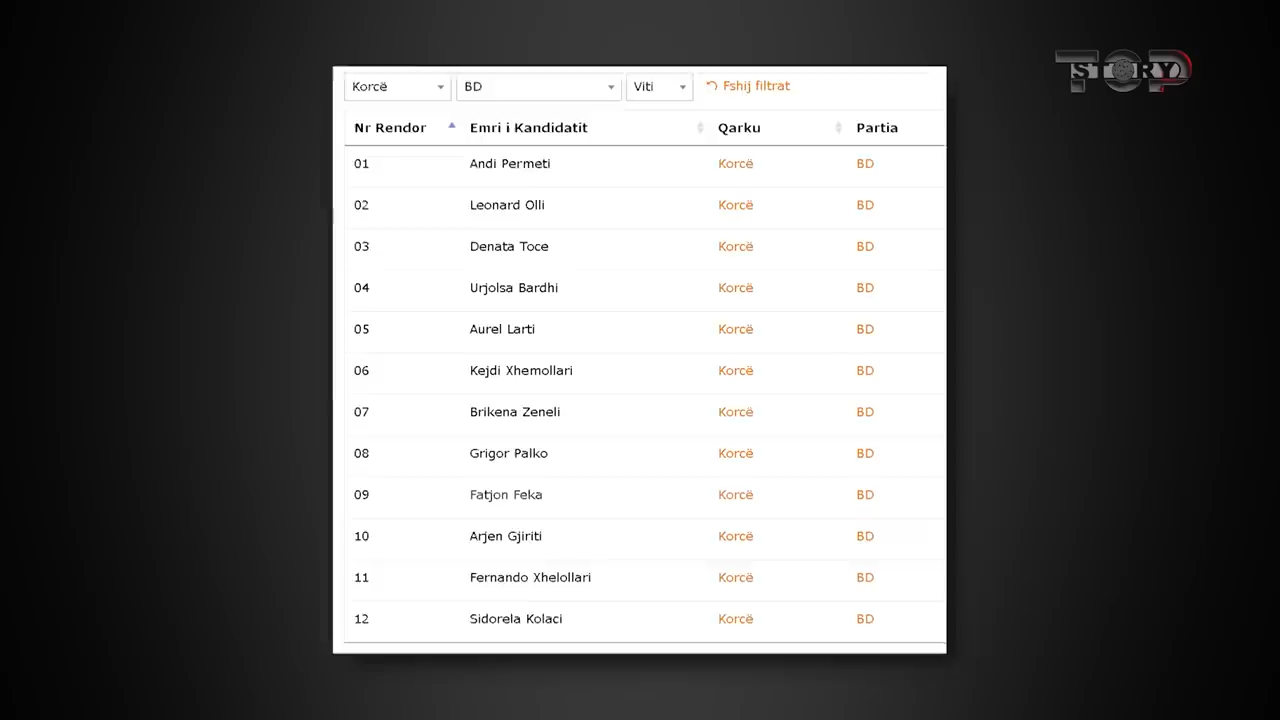 TOP STORY
Korcë BD Viti Fshij filtrat
Nr Rendor Emri i Kandidatit Qarku Partia
01 Andi Permeti Korcë BD
02 Leonard Olli Korcë BD
03 Denata Toce Korcë BD
04 Urjolsa Bardhi Korcë BD
05 Aurel Larti Korcë BD
06 Kejdi Xhemollari Korcë BD
07 Brikena Zeneli Korcë BD
08 Grigor Palko Korcë BD
09 Fatjon Feka Korcë BD
10 Arjen Gjiriti Korcë BD
11 Fernando Xhelollari Korcë BD
12 Sidorela Kolaci Korcë BD